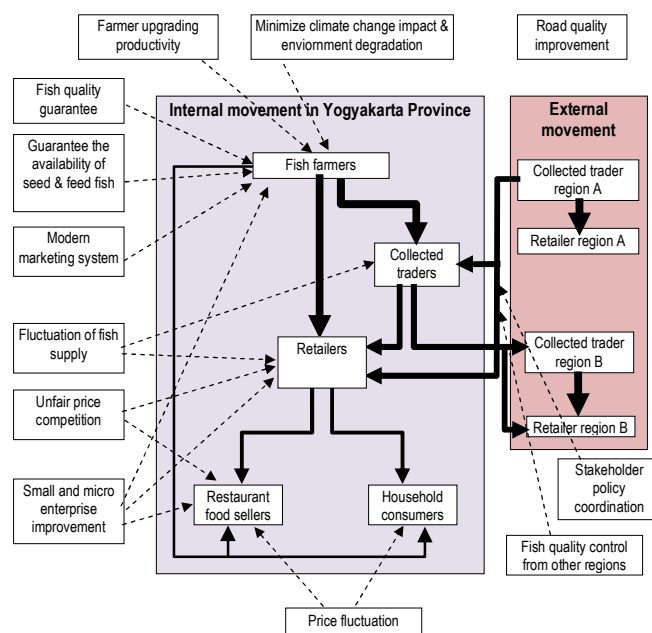 Farmer upgrading
productivity
Minimize climate change impact &
enviornment degradation
Road quality
improvement
Fish quality
guarantee
Internal movement in Yogyakarta Province
External
movement
Guarantee the
availability of
seed & feed fish
Fish farmers
Collected trader
region A
Modern
marketing system
Retailer region A
Collected
traders
Fluctuation of fish
supply
Retailers
Collected trader
region B
Unfair price
competition
Retailer region B
Small and micro
enterprise
improvement
Restaurant
food sellers
Household
consumers
Stakeholder
policy
coordination
Fish quality control
from other regions
Price fluctuation